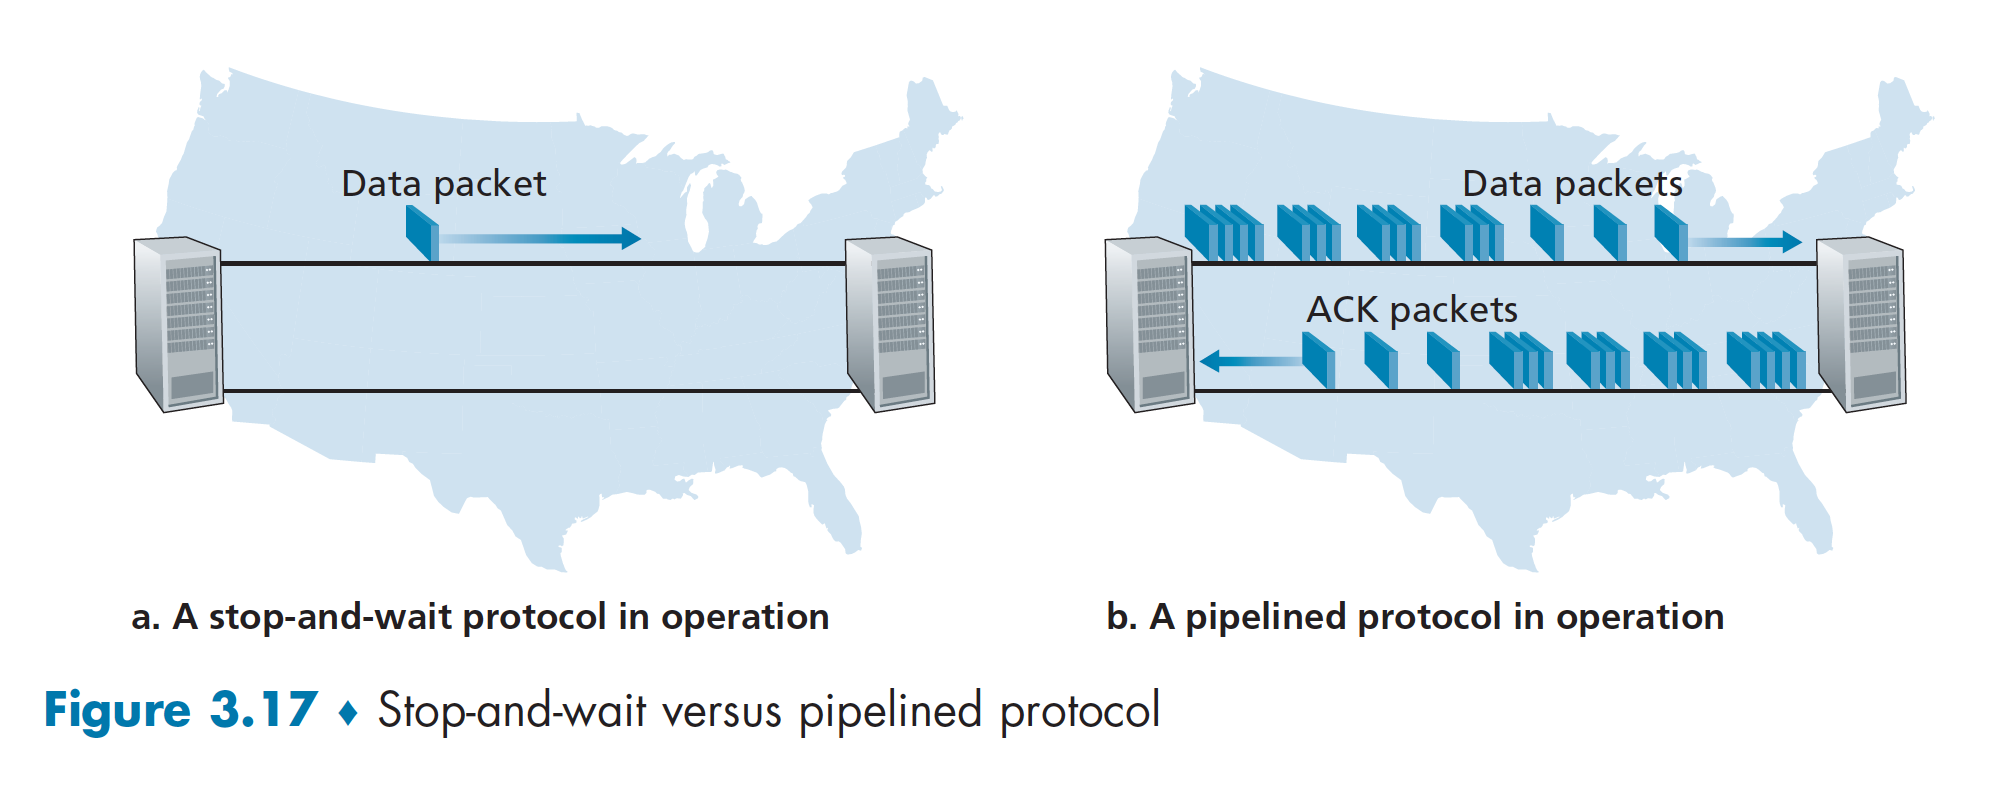 Data packet
Data packets
ACK packets
a. A stop-and-wait protocol in operation
b. A pipelined protocol in operation
Figure 3.17 ♦ Stop-and-wait versus pipelined protocol